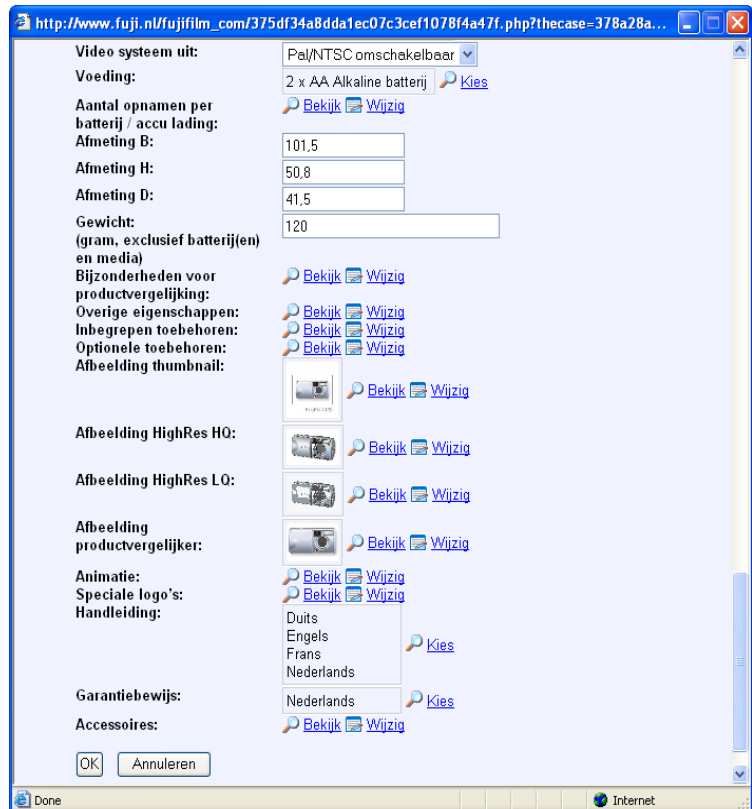 http://www.fuji.nl/fujifilm_com/375df34a8dda1ec07c3cef1078f4a47f.php?thecase=378a28a...
Video systeem uit: Pal/NTSC omschakelbaar
Voeding: 2 x AA Alkaline batterij Kies
Aantal opnamen per Bekijk Wijzig
batterij / accu lading:
Afmeting B: 101,5
Afmeting H: 50,8
Afmeting D: 41,5
Gewicht: 120
(gram, exclusief batterij(en)
en media)
Bijzonderheden voor Bekijk Wijzig
productvergelijking:
Overige eigenschappen: Bekijk Wijzig
Inbegrepen toebehoren: Bekijk Wijzig
Optionele toebehoren: Bekijk Wijzig
Afbeelding thumbnail: Bekijk Wijzig
Afbeelding HighRes HQ: Bekijk Wijzig
Afbeelding HighRes LQ: Bekijk Wijzig
Afbeelding
productvergelijker: Bekijk Wijzig
Animatie: Bekijk Wijzig
Speciale logo's: Bekijk Wijzig
Handleiding: Duits
Engels
Frans Kies
Nederlands
Garantiebewijs: Nederlands Kies
Accessoires: Bekijk Wijzig
OK Annuleren
Done Internet